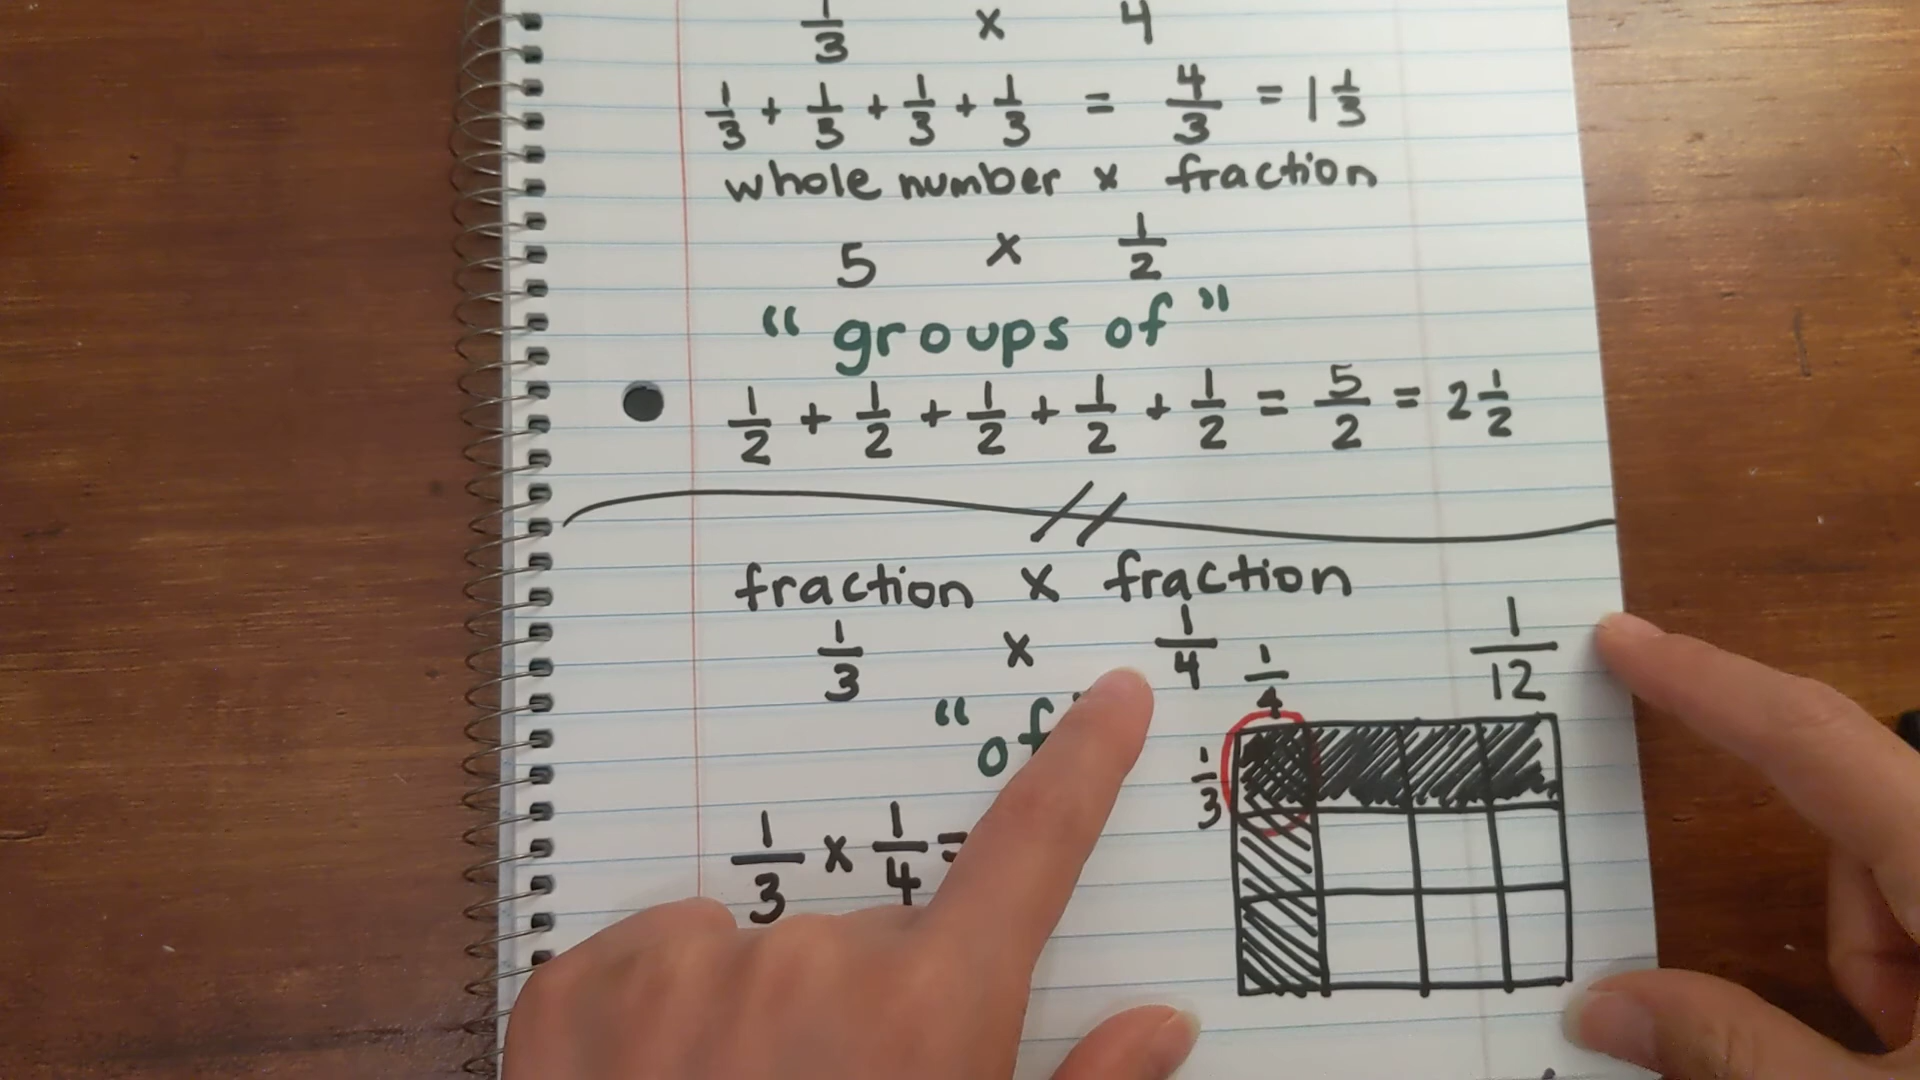 1/3 x 4
1/3 + 1/3 + 1/3 + 1/3 = 4/3 = 1 1/3
whole number x fraction
5 x 1/2
“ groups of ”
1/2 + 1/2 + 1/2 + 1/2 + 1/2 = 5/2 = 2 1/2
fraction x fraction
1/3 x 1/4
1/4
1/12
“ of ”
1/3
1/3 x 1/4 =